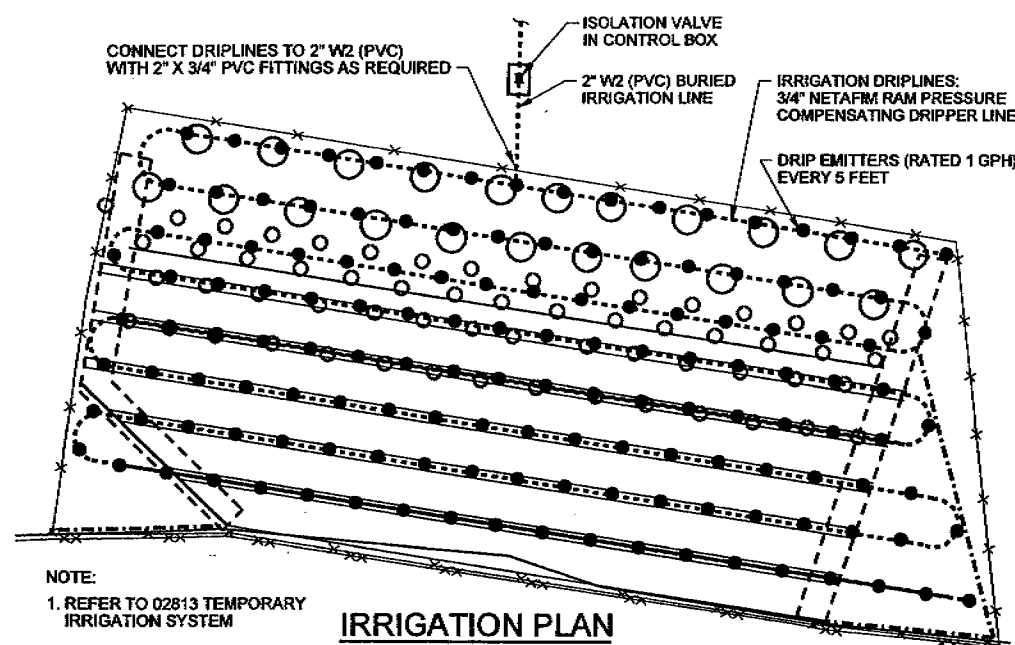 ISOLATION VALVE
IN CONTROL BOX
CONNECT DRIPLINES TO 2" W2 (PVC)
WITH 2" X 3/4" PVC FITTINGS AS REQUIRED
2" W2 (PVC) BURIED
IRRIGATION LINE
IRRIGATION DRIPLINES:
3/4" NETAFIM RAM PRESSURE
COMPENSATING DRIPPER LINE
DRIP EMITTERS (RATED 1 GPH)
EVERY 5 FEET
NOTE:
1. REFER TO 02813 TEMPORARY
IRRIGATION SYSTEM
IRRIGATION PLAN